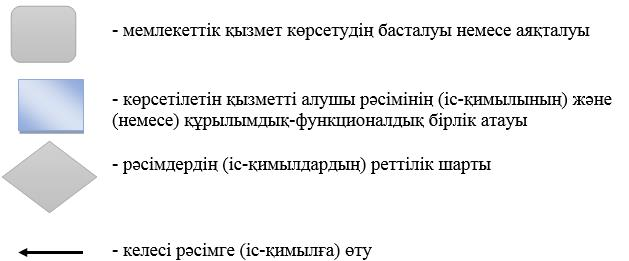 - мемлекеттік қызмет көрсетудің басталуы немесе аяқталуы
- көрсетілетін қызметті алушы рәсімінің (іс-қимылының) және
(немесе) құрылымдық-функционалдық бірлік атауы
- рәсімдердің (іс-қимылдардың) реттілік шарты
- келесі рәсімге (іс-қимылға) өту